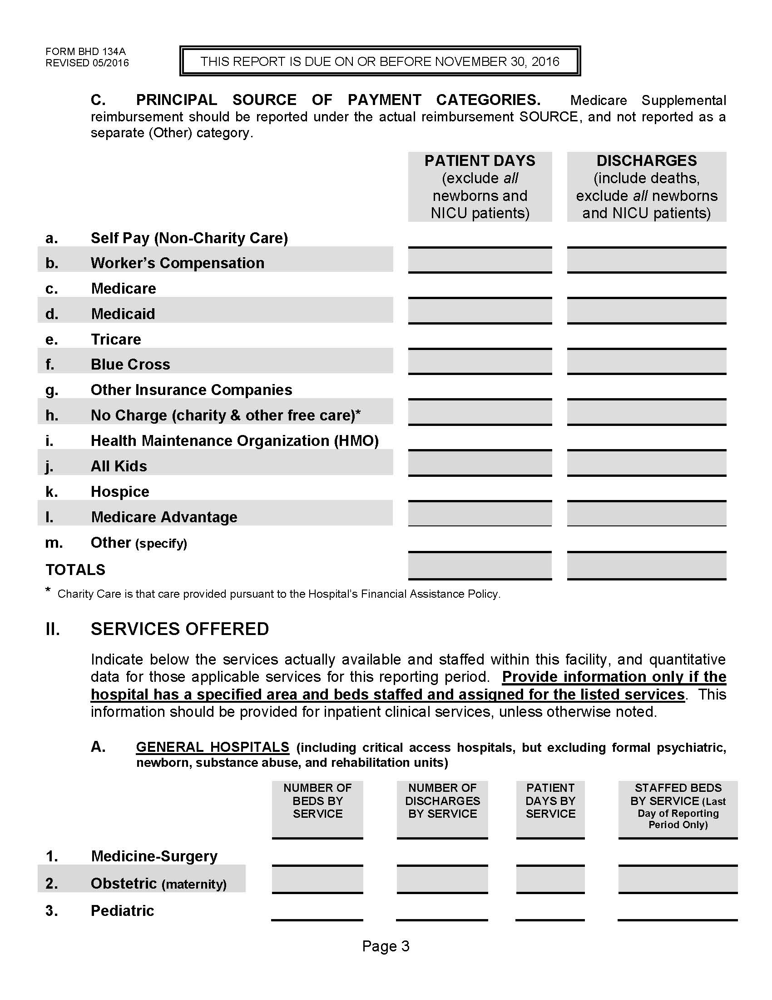 FORM BHD 134A
REVISED 05/2016
THIS REPORT IS DUE ON OR BEFORE NOVEMBER 30, 2016
C. PRINCIPAL SOURCE OF PAYMENT CATEGORIES. Medicare Supplemental
reimbursement should be reported under the actual reimbursement SOURCE, and not reported as a
separate (Other) category.
PATIENT DAYS
(exclude all
newborns and
NICU patients)
DISCHARGES
(include deaths,
exclude all newborns
and NICU patients)
a. Self Pay (Non-Charity Care)
b. Worker’s Compensation
c. Medicare
d. Medicaid
e. Tricare
f. Blue Cross
g. Other Insurance Companies
h. No Charge (charity & other free care)*
i. Health Maintenance Organization (HMO)
j. All Kids
k. Hospice
l. Medicare Advantage
m. Other (specify)
TOTALS
* Charity Care is that care provided pursuant to the Hospital’s Financial Assistance Policy.
II. SERVICES OFFERED
Indicate below the services actually available and staffed within this facility, and quantitative
data for those applicable services for this reporting period. Provide information only if the
hospital has a specified area and beds staffed and assigned for the listed services. This
information should be provided for inpatient clinical services, unless otherwise noted.
A. GENERAL HOSPITALS (including critical access hospitals, but excluding formal psychiatric,
newborn, substance abuse, and rehabilitation units)
NUMBER OF
BEDS BY
SERVICE
NUMBER OF
DISCHARGES
BY SERVICE
PATIENT
DAYS BY
SERVICE
STAFFED BEDS
BY SERVICE (Last
Day of Reporting
Period Only)
1. Medicine-Surgery
2. Obstetric (maternity)
3. Pediatric
Page 3